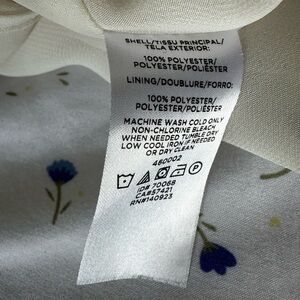 SHELL/TISSU PRINCIPAL/
TELA EXTERIOR:
100% POLYESTER/
POLYESTER/POLIÉSTER
LINING/DOUBLURE/FORRO:
100% POLYESTER/
POLYESTER/POLIÉSTER
MACHINE WASH COLD ONLY
NON-CHLORINE BLEACH
WHEN NEEDED TUMBLE DRY
LOW COOL IRON IF NEEDED
OR DRY CLEAN
460002
ID# 70068
CA#57421
RN#140923